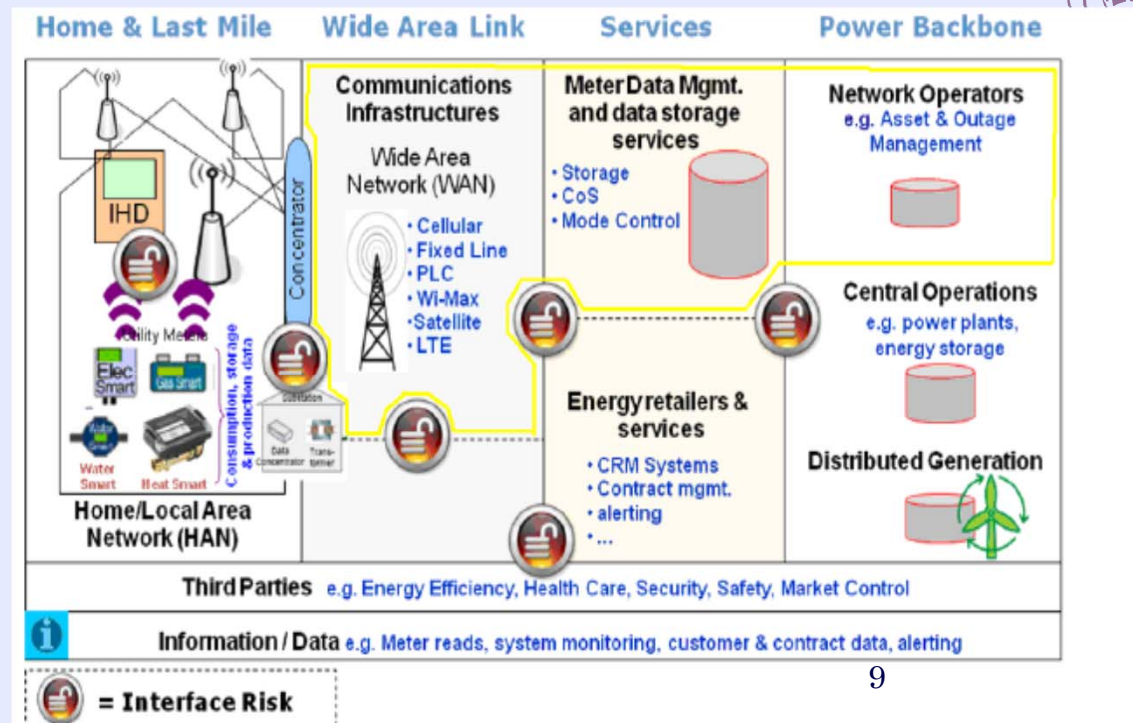 Home & Last Mile
Wide Area Link
Services
Power Backbone
IHD
Concentrator
Utility Meters
Elec
Smart
Gas Smart
Water
Smart
Heat Smart
Consumption, storage
& production data
Substation
Data
Concentrator
Trans-
former
Home/Local Area
Network (HAN)
Communications
Infrastructures
Wide Area
Network (WAN)
• Cellular
• Fixed Line
• PLC
• Wi-Max
• Satellite
• LTE
Meter Data Mgmt.
and data storage
services
• Storage
• CoS
• Mode Control
Energy retailers &
services
• CRM Systems
• Contract mgmt.
• alerting
• ...
Network Operators
e.g. Asset & Outage
Management
Central Operations
e.g. power plants,
energy storage
Distributed Generation
Third Parties e.g. Energy Efficiency, Health Care, Security, Safety, Market Control
i
Information / Data e.g. Meter reads, system monitoring, customer & contract data, alerting
9
= Interface Risk